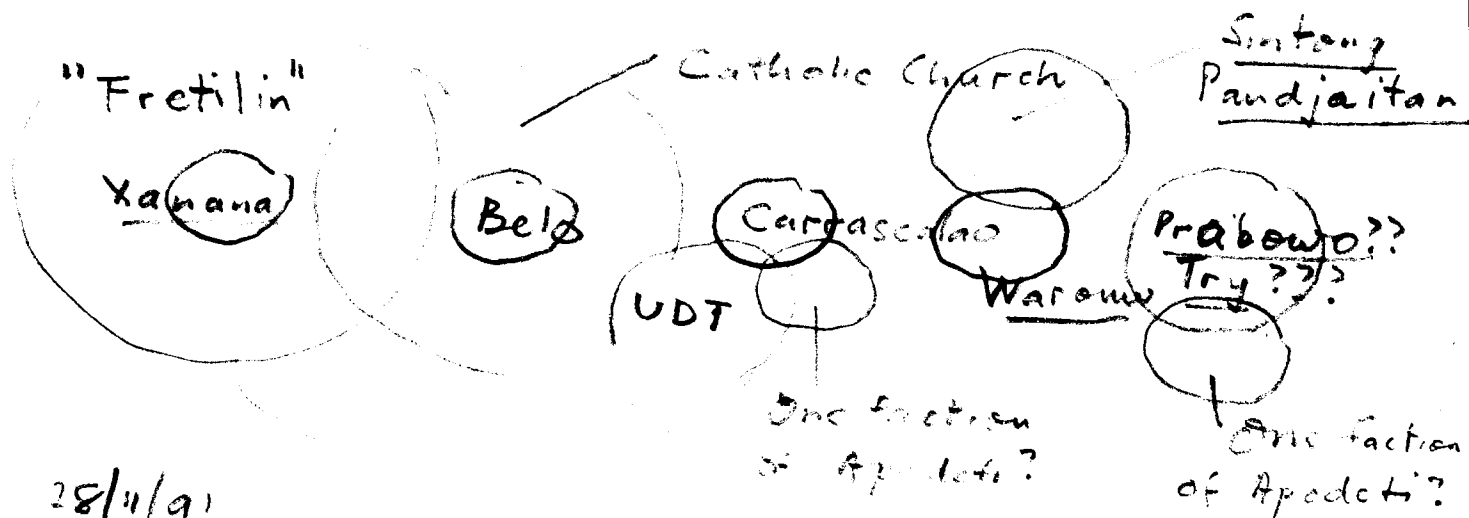 "Fretilin"
Catholic Church
Sintong
Pandjaitan
Xanana
Belo
Carrascalao
Warouw
Prabowo??
Try???
UDT
One faction
of Apodeti?
One faction
of Apodeti?
28/11/91